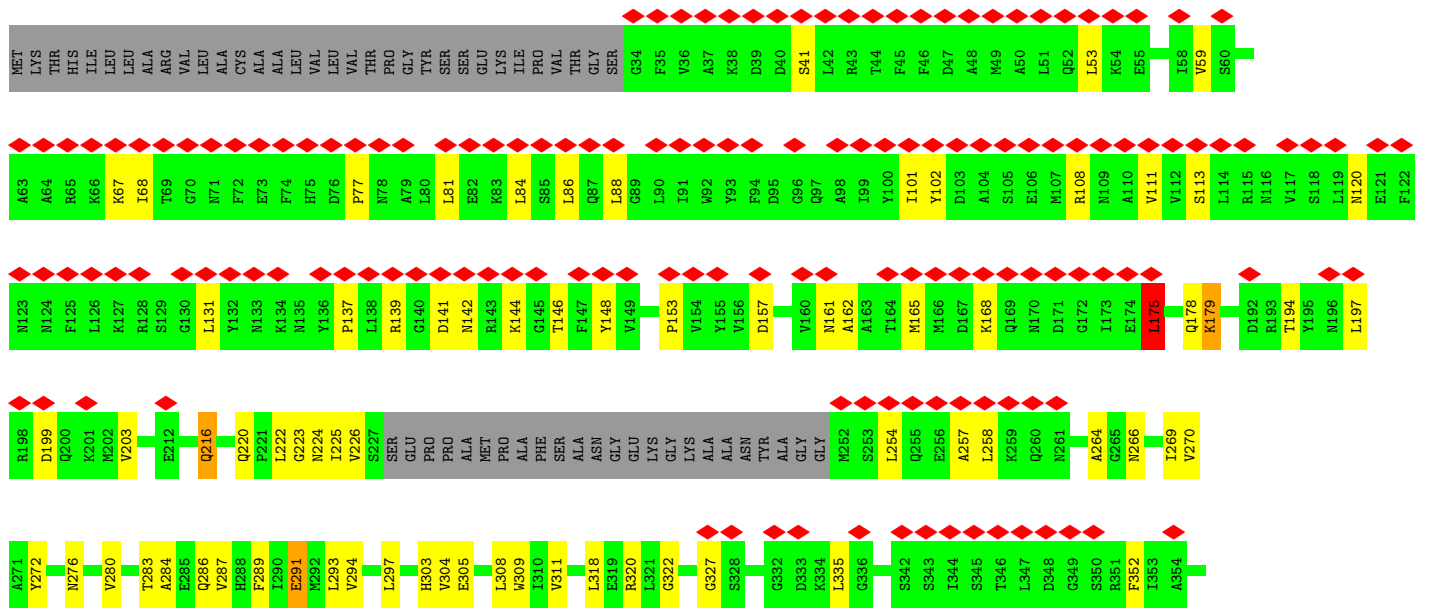 MET LYS THR HIS ILE LEU LEU ALA ARG VAL LEU ALA CYS ALA ALA LEU VAL LEU VAL THR PRO GLY TYR SER SER GLU LYS ILE PRO VAL THR GLY SER G34 F35 V36 A37 K38 D39 D40 S41 L42 R43 T44 F45 F46 D47 A48 M49 A50 L51 Q52 L53 K54 E55 I58 V59 S60
A63 A64 R65 K66 K67 I68 T69 G70 N71 F72 E73 F74 H75 D76 P77 N78 A79 L80 L81 E82 K83 L84 S85 L86 Q87 L88 G89 L90 I91 W92 Y93 F94 D95 G96 Q97 A98 I99 Y100 I101 Y102 D103 A104 S105 E106 M107 R108 N109 A110 V111 V112 S113 L114 R115 N116 V117 S118 L119 N120 E121 F122
N123 N124 F125 L126 K127 R128 S129 G130 L131 Y132 N133 K134 N135 Y136 P137 L138 R139 G140 D141 N142 R143 K144 G145 T146 F147 Y148 V149 P153 V154 Y155 V156 D157 V160 N161 A162 A163 T164 M165 M166 D167 K168 Q169 N170 D171 G172 I173 E174 L175 Q178 K179 D192 R193 T194 Y195 N196 L197
R198 D199 Q200 K201 M202 V203 E212 Q216 Q220 P221 L222 G223 N224 I225 V226 S227 SER GLU PRO PRO ALA MET PRO ALA PHE SER ALA ASN GLY GLU LYS GLY LYS ALA ALA ASN TYR ALA GLY GLY M252 S253 L254 Q255 E256 A257 L258 K259 Q260 N261 A264 G265 N266 I269 V270
A271 Y272 N276 V280 T283 A284 E285 Q286 V287 H288 F289 I290 E291 M292 L293 V294 L297 H303 V304 E305 L308 W309 I310 V311 L318 E319 R320 L321 G322 G327 S328 G332 D333 K334 L335 G336 S342 S343 I344 S345 T346 L347 D348 G349 S350 R351 F352 I353 A354